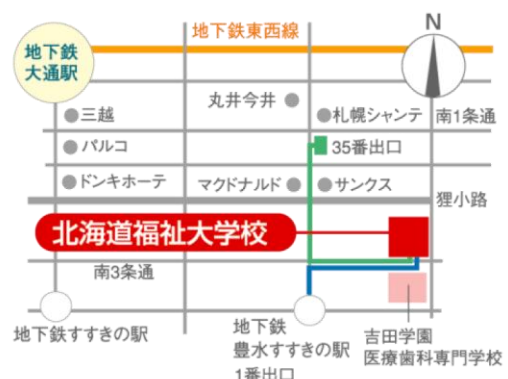 地下鉄東西線
N
地下鉄
大通駅
丸井今井
三越
札幌シャンテ
南1条通
パルコ
35番出口
ドンキホーテ
マクドナルド
サンクス
狸小路
北海道福祉大学校
南3条通
地下鉄すすきの駅
地下鉄
豊水すすきの駅
1番出口
吉田学園
医療歯科専門学校